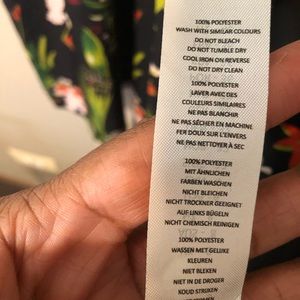 100% POLYESTER
WASH WITH SIMILAR COLOURS
DO NOT BLEACH
DO NOT TUMBLE DRY
COOL IRON ON REVERSE
DO NOT DRY CLEAN
100% POLYESTER
LAVER AVEC DES
COULEURS SIMILAIRES
NE PAS BLANCHIR
NE PAS SÉCHER EN MACHINE
FER DOUX SUR L'ENVERS
NE PAS NETTOYER À SEC
100% POLYESTER
MIT ÄHNLICHEN
FARBEN WASCHEN
NICHT BLEICHEN
NICHT TROCKNER GEEIGNET
AUF LINKS BÜGELN
NICHT CHEMISCH REINIGEN
100% POLYESTER
WASSEN MET GELIJKE
KLEUREN
NIET BLEKEN
NIET IN DE DROGER
KOUD STRIJKEN